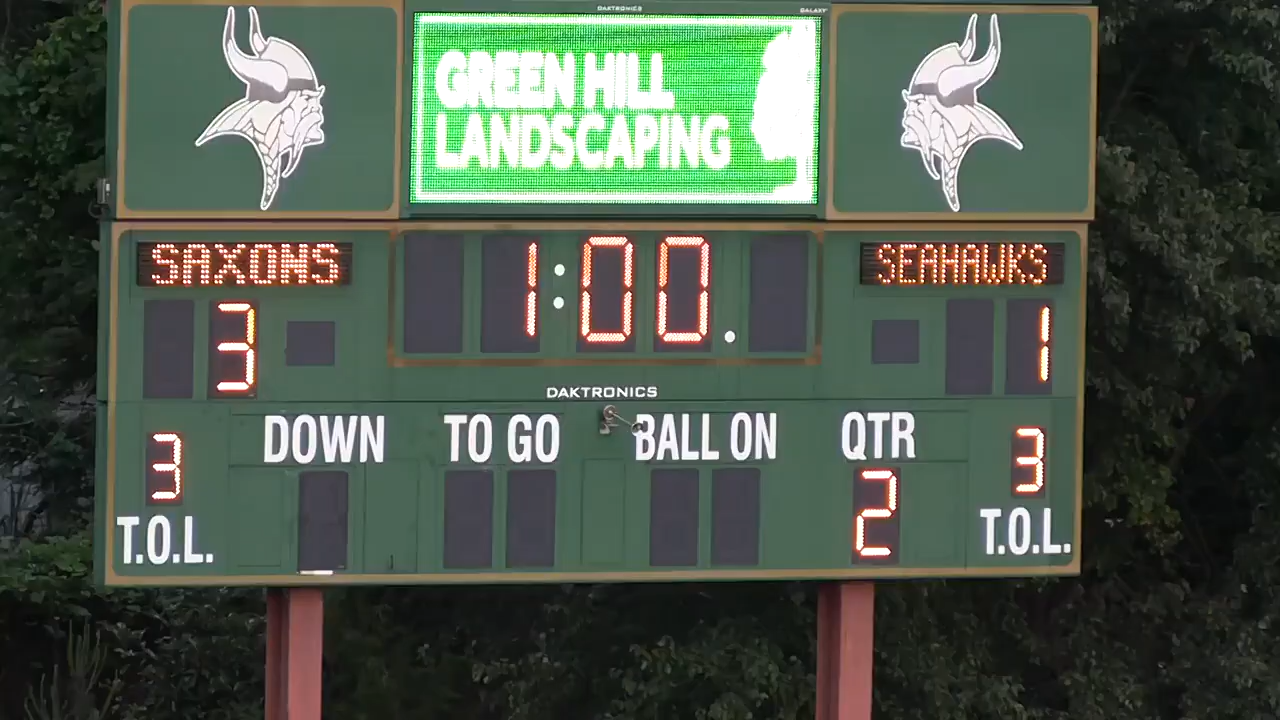 DAKTRONICS
GALAXY
GREEN HILL
LANDSCAPING
SAXONS
1:00.
SEAHAWKS
3
1
DAKTRONICS
DOWN TO GO BALL ON QTR
3
2
3
T.O.L.
T.O.L.